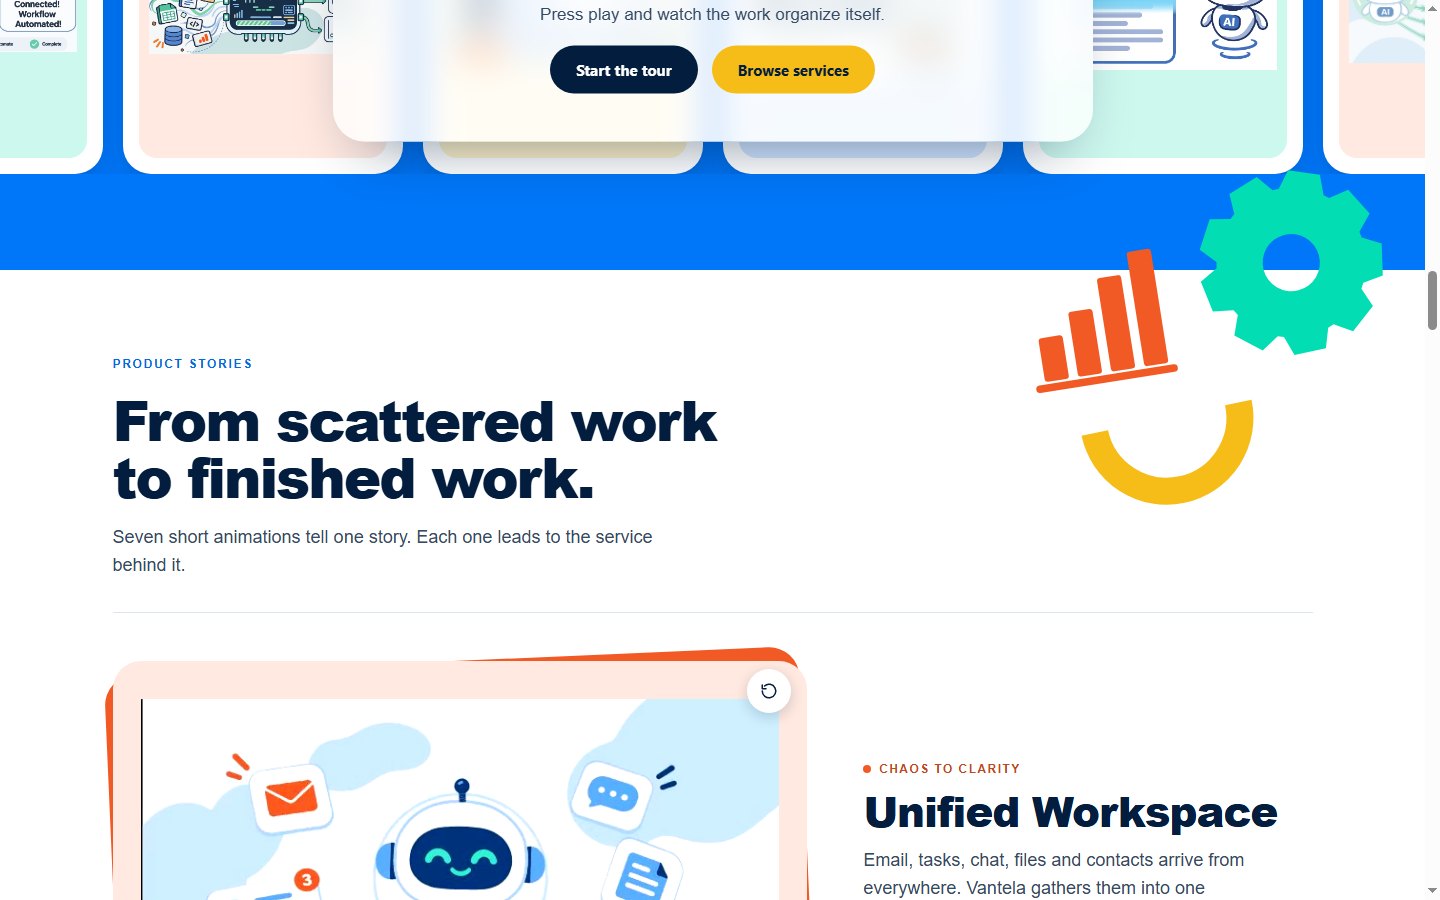 Connected!
Workflow
Automated!
Complete
AI
AI
Press play and watch the work organize itself.
Start the tour
Browse services
PRODUCT STORIES
From scattered work
to finished work.
Seven short animations tell one story. Each one leads to the service
behind it.
3
CHAOS TO CLARITY
Unified Workspace
Email, tasks, chat, files and contacts arrive from
everywhere. Vantela gathers them into one